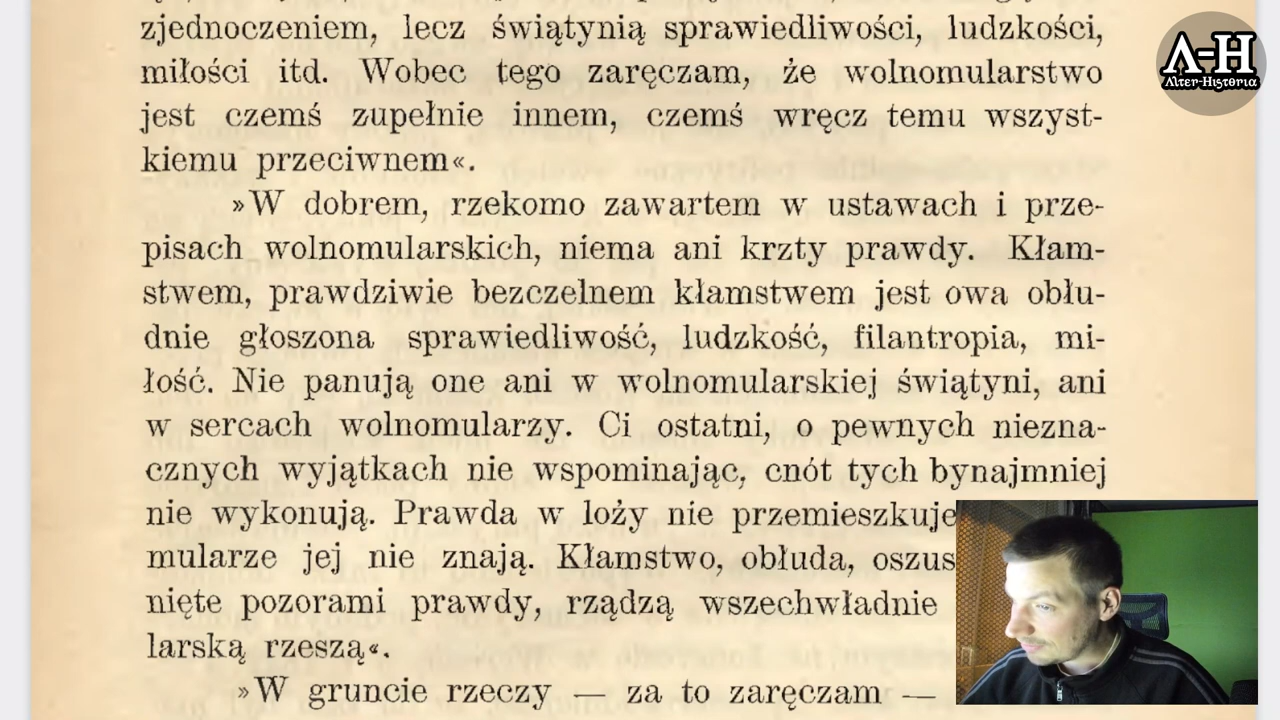 zjednoczeniem, lecz świątynią sprawiedliwości, ludzkości,
miłości itd. Wobec tego zaręczam, że wolnomularstwo
jest czemś zupełnie innem, czemś wręcz temu wszyst-
kiemu przeciwnem«.
»W dobrem, rzekomo zawartem w ustawach i prze-
pisach wolnomularskich, niema ani krzty prawdy. Kłam-
stwem, prawdziwie bezczelnem kłamstwem jest owa obłu-
dnie głoszona sprawiedliwość, ludzkość, filantropia, mi-
łość. Nie panują one ani w wolnomularskiej świątyni, ani
w sercach wolnomularzy. Ci ostatni, o pewnych niezna-
cznych wyjątkach nie wspominając, cnót tych bynajmniej
nie wykonują. Prawda w loży nie przemieszkuje
mularze jej nie znają. Kłamstwo, obłuda, oszus
nięte pozorami prawdy, rządzą wszechwładnie
larską rzeszą«.
»W gruncie rzeczy — za to zaręczam —
A-H
Alter-Historia